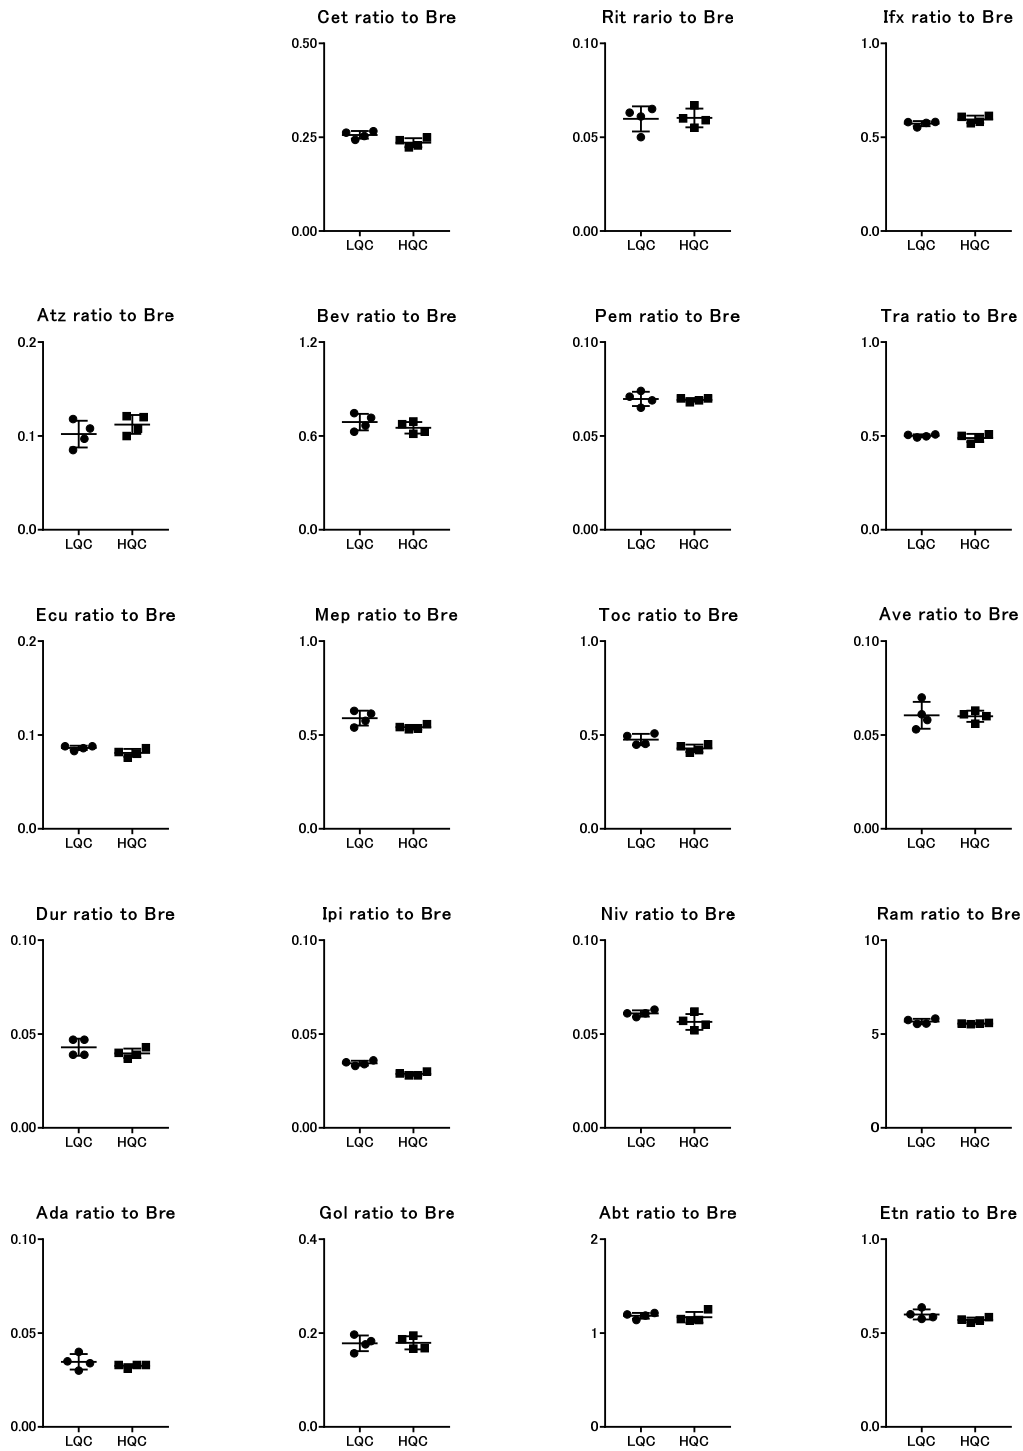 Cet ratio to Bre
Rit rario to Bre
Ifx ratio to Bre
0.50
0.10
1.0
0.25
0.05
0.5
0.00
0.00
0.0
LQC HQC
LQC HQC
LQC HQC
Atz ratio to Bre
Bev ratio to Bre
Pem ratio to Bre
Tra ratio to Bre
0.2
1.2
0.10
1.0
0.1
0.6
0.05
0.5
0.0
0.0
0.00
0.0
LQC HQC
LQC HQC
LQC HQC
LQC HQC
Ecu ratio to Bre
Mep ratio to Bre
Toc ratio to Bre
Ave ratio to Bre
0.2
1.0
1.0
0.10
0.1
0.5
0.5
0.05
0.0
0.0
0.0
0.00
LQC HQC
LQC HQC
LQC HQC
LQC HQC
Dur ratio to Bre
Ipi ratio to Bre
Niv ratio to Bre
Ram ratio to Bre
0.10
0.10
0.10
10
0.05
0.05
0.05
5
0.00
0.00
0.00
0
LQC HQC
LQC HQC
LQC HQC
LQC HQC
Ada ratio to Bre
Gol ratio to Bre
Abt ratio to Bre
Etn ratio to Bre
0.10
0.4
2
1.0
0.05
0.2
1
0.5
0.00
0.0
0
0.0
LQC HQC
LQC HQC
LQC HQC
LQC HQC